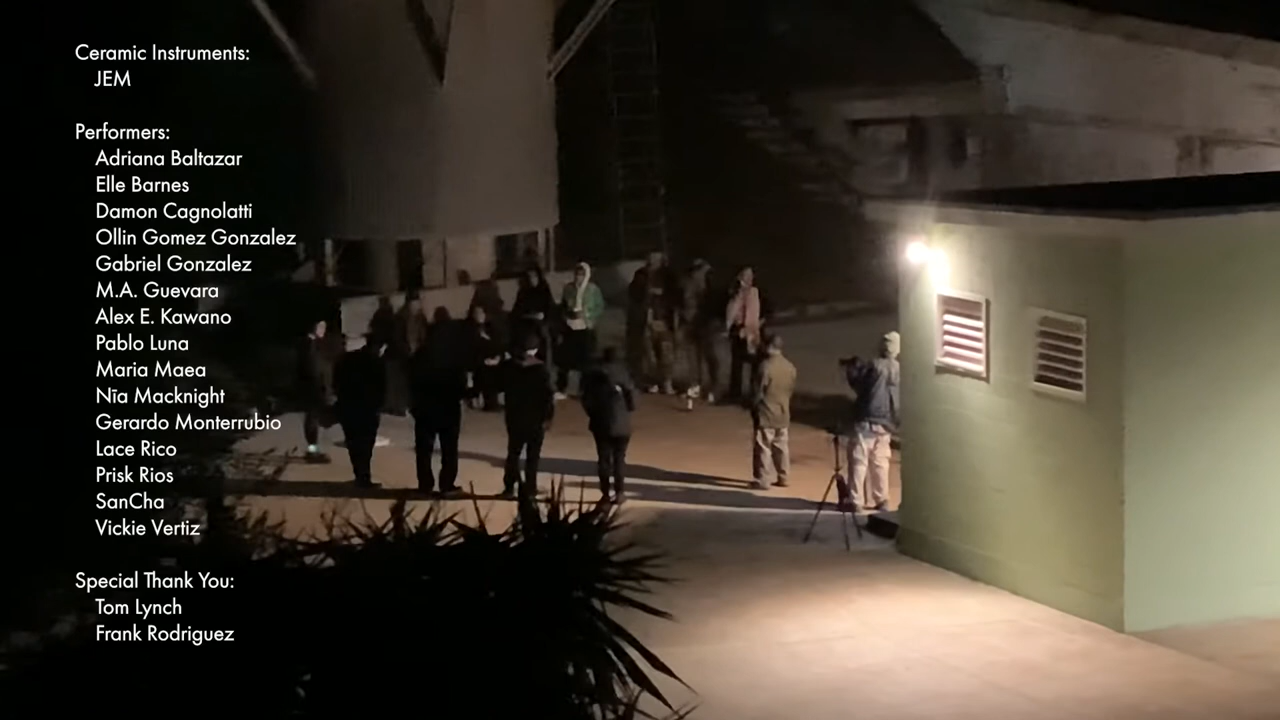 Ceramic Instruments:
JEM
Performers:
Adriana Baltazar
Elle Barnes
Damon Cagnolatti
Ollin Gomez Gonzalez
Gabriel Gonzalez
M.A. Guevara
Alex E. Kawano
Pablo Luna
Maria Maea
Nīa Macknight
Gerardo Monterrubio
Lace Rico
Prisk Rios
SanCha
Vickie Vertiz
Special Thank You:
Tom Lynch
Frank Rodriguez